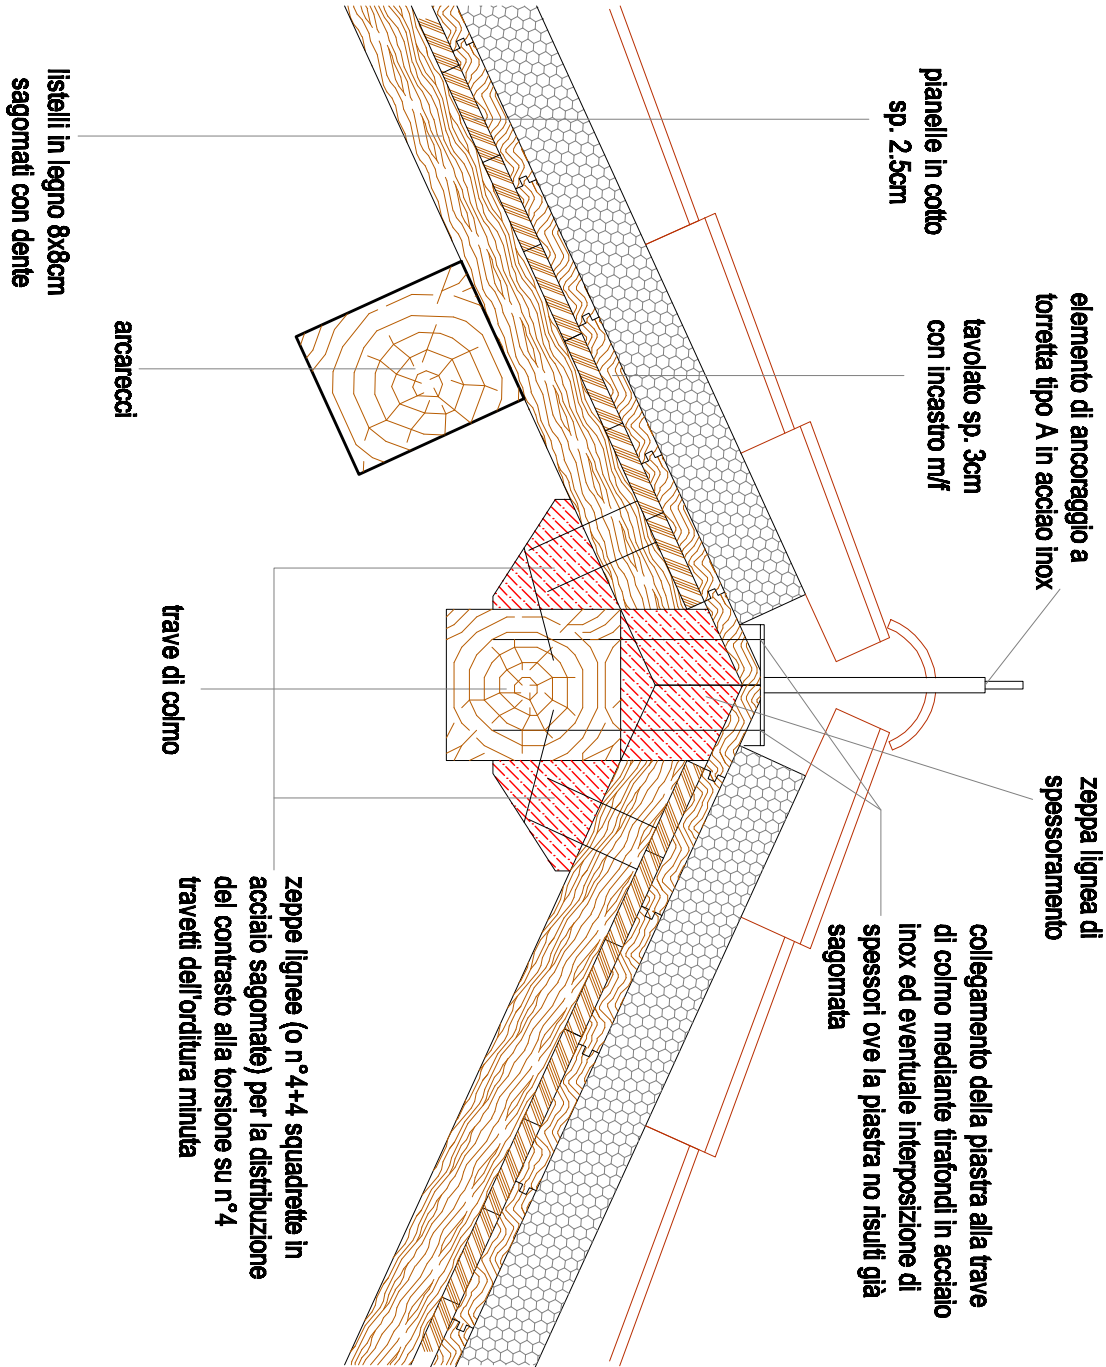 elemento di ancoraggio a
torretta tipo A in acciao inox
pianelle in cotto
sp. 2.5cm
tavolato sp. 3cm
con incastro m/f
zeppa lignea di
spessoramento
collegamento della piastra alla trave
di colmo mediante tirafondi in acciaio
inox ed eventuale interposizione di
spessori ove la piastra no risulti già
sagomata
listelli in legno 8x8cm
sagomati con dente
arcarecci
trave di colmo
zeppe lignee (o n°4+4 squadrette in
acciaio sagomate) per la distribuzione
del contrasto alla torsione su n°4
travetti dell'orditura minuta